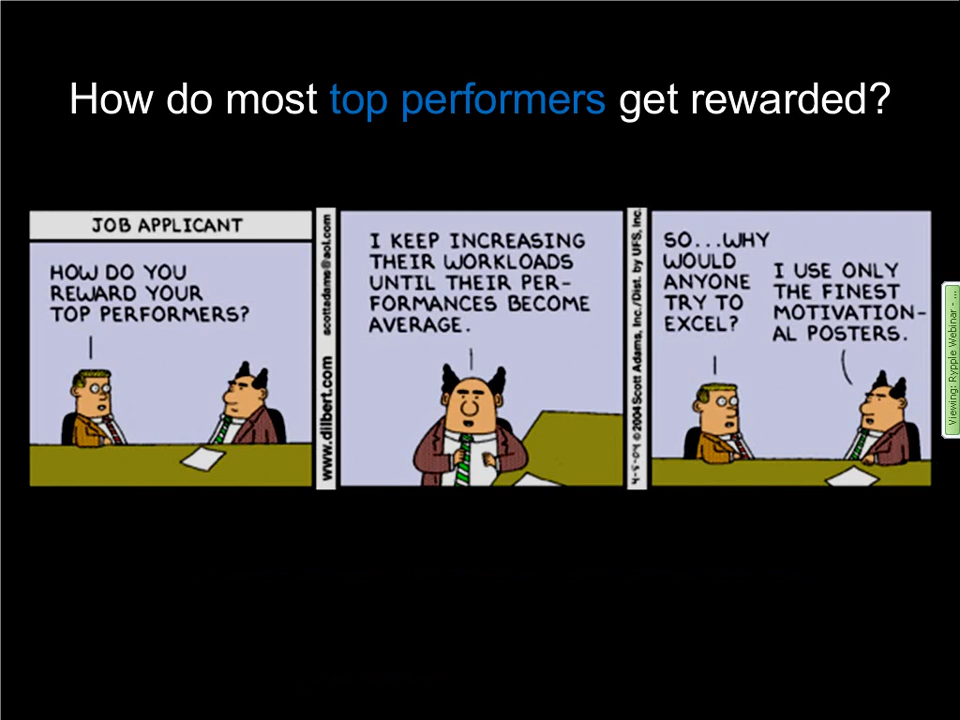 How do most top performers get rewarded?
JOB APPLICANT
HOW DO YOU
REWARD YOUR
TOP PERFORMERS?
www.dilbert.com scottadams@aol.com
I KEEP INCREASING
THEIR WORKLOADS
UNTIL THEIR PER-
FORMANCES BECOME
AVERAGE.
4-5-04 © 2004 Scott Adams, Inc./Dist. by UFS, Inc.
SO...WHY
WOULD
ANYONE
TRY TO
EXCEL?
I USE ONLY
THE FINEST
MOTIVATION-
AL POSTERS.
Viewing: Rypple Webinar - ...